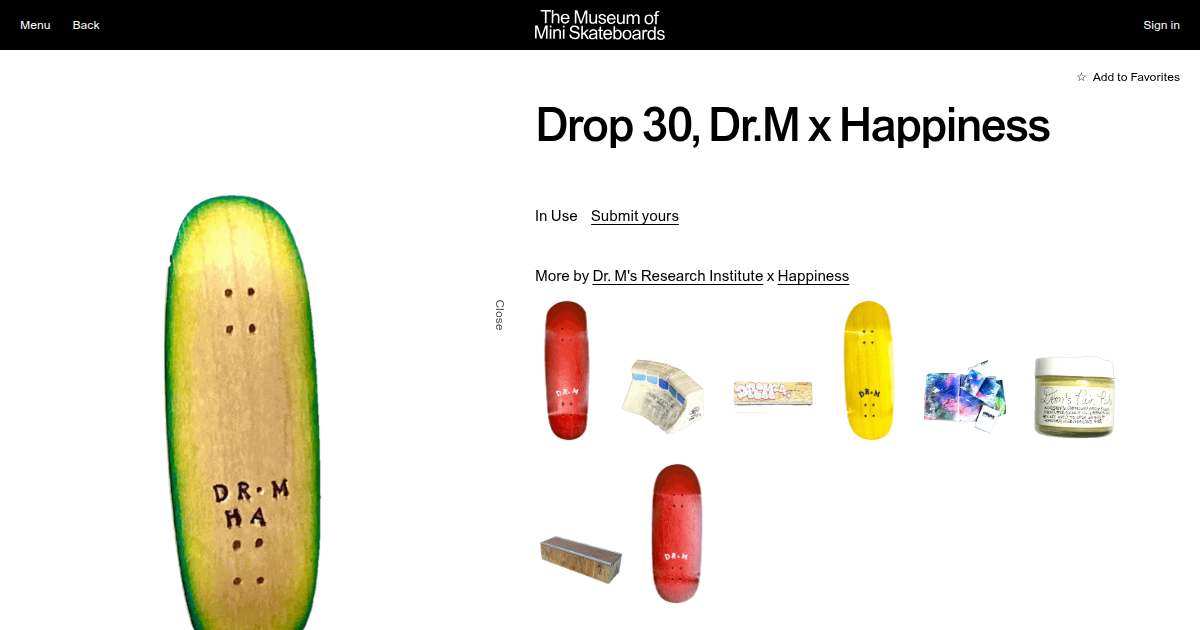 Menu
Back
The Museum of
Mini Skateboards
Sign in
☆ Add to Favorites
Drop 30, Dr.M x Happiness
In Use Submit yours
More by Dr. M's Research Institute x Happiness
Close
DR·M
HA
DR.M
DR·M
DR·M